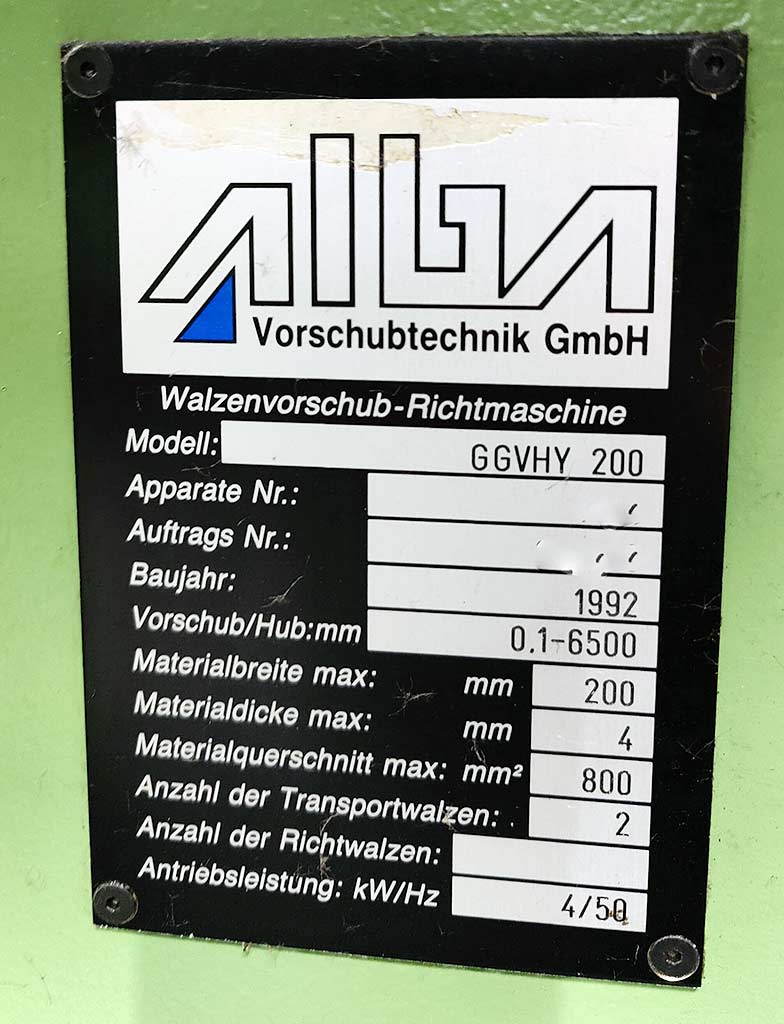 ALBA
Vorschubtechnik GmbH
Walzenvorschub-Richtmaschine
Modell: GGVHY 200
Apparate Nr.:
Auftrags Nr.:
Baujahr: 1992
Vorschub/Hub:mm 0.1-6500
Materialbreite max: mm 200
Materialdicke max: mm 4
Materialquerschnitt max: mm² 800
Anzahl der Transportwalzen: 2
Anzahl der Richtwalzen:
Antriebsleistung: kW/Hz 4/50